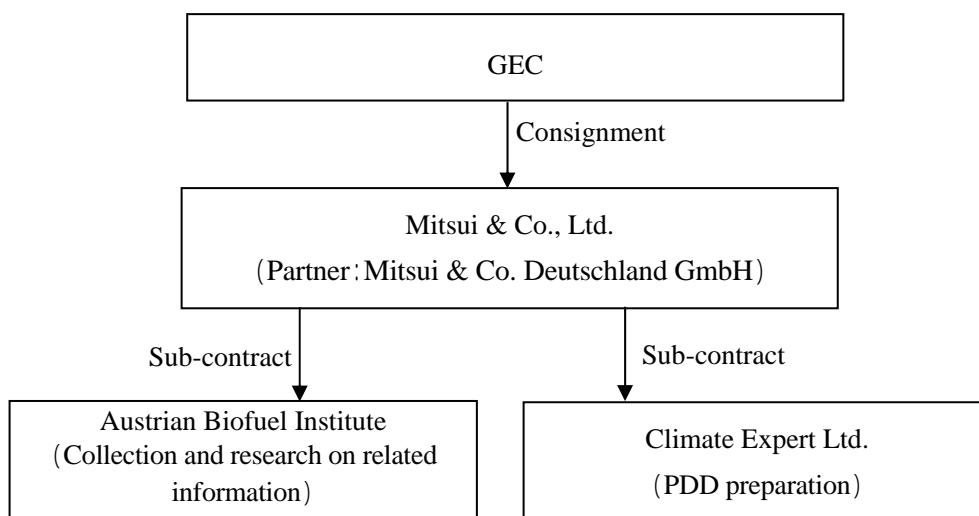 GEC
Consignment
Mitsui & Co., Ltd.
(Partner:Mitsui & Co. Deutschland GmbH)
Sub-contract
Sub-contract
Austrian Biofuel Institute
(Collection and research on related
information)
Climate Expert Ltd.
(PDD preparation)